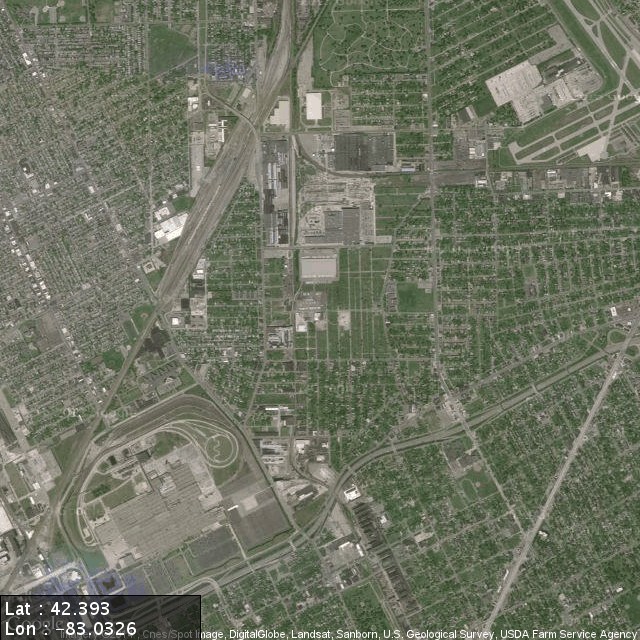 Lat : 42.393
Lon : -83.0326
Cnes/Spot Image, DigitalGlobe, Landsat, Sanborn, U.S. Geological Survey, USDA Farm Service Agency